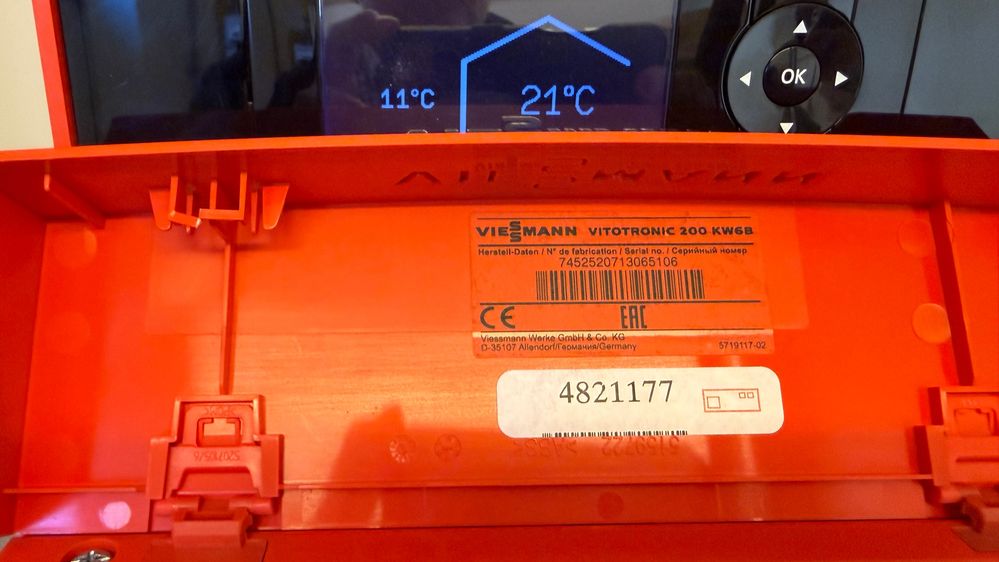 11°C
21°C
OK
VIESSMANN VITOTRONIC 200 KW6B
Herstell-Daten / N° de fabrication / Serial no. / Серийный номер
7452520713065106
CE EAC
Viessmann Werke GmbH & Co. KG
D-35107 Allendorf/Германия/Germany 5719117-02
4821177